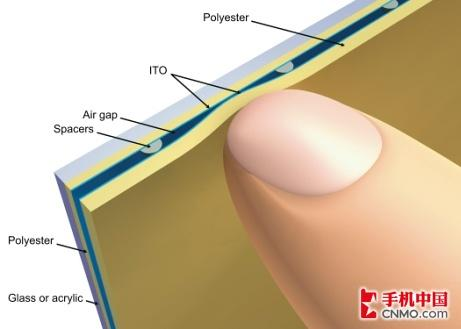 Polyester
ITO
Air gap
Spacers
Polyester
Glass or acrylic
手机中国
CNMO.com